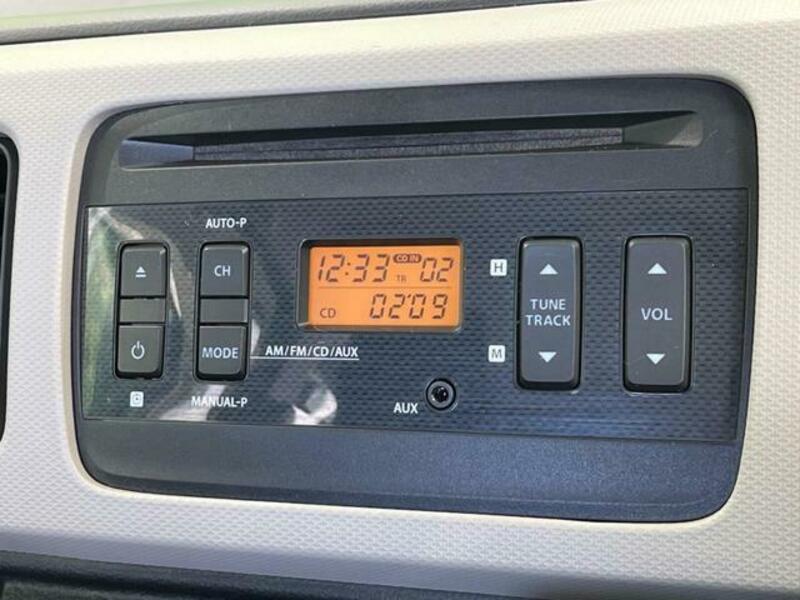 AUTO-P
CH
MODE
MANUAL-P
AM/FM/CD/AUX
12:33 CD IN TR 02
CD 02'09
AUX
H
M
TUNE
TRACK
VOL